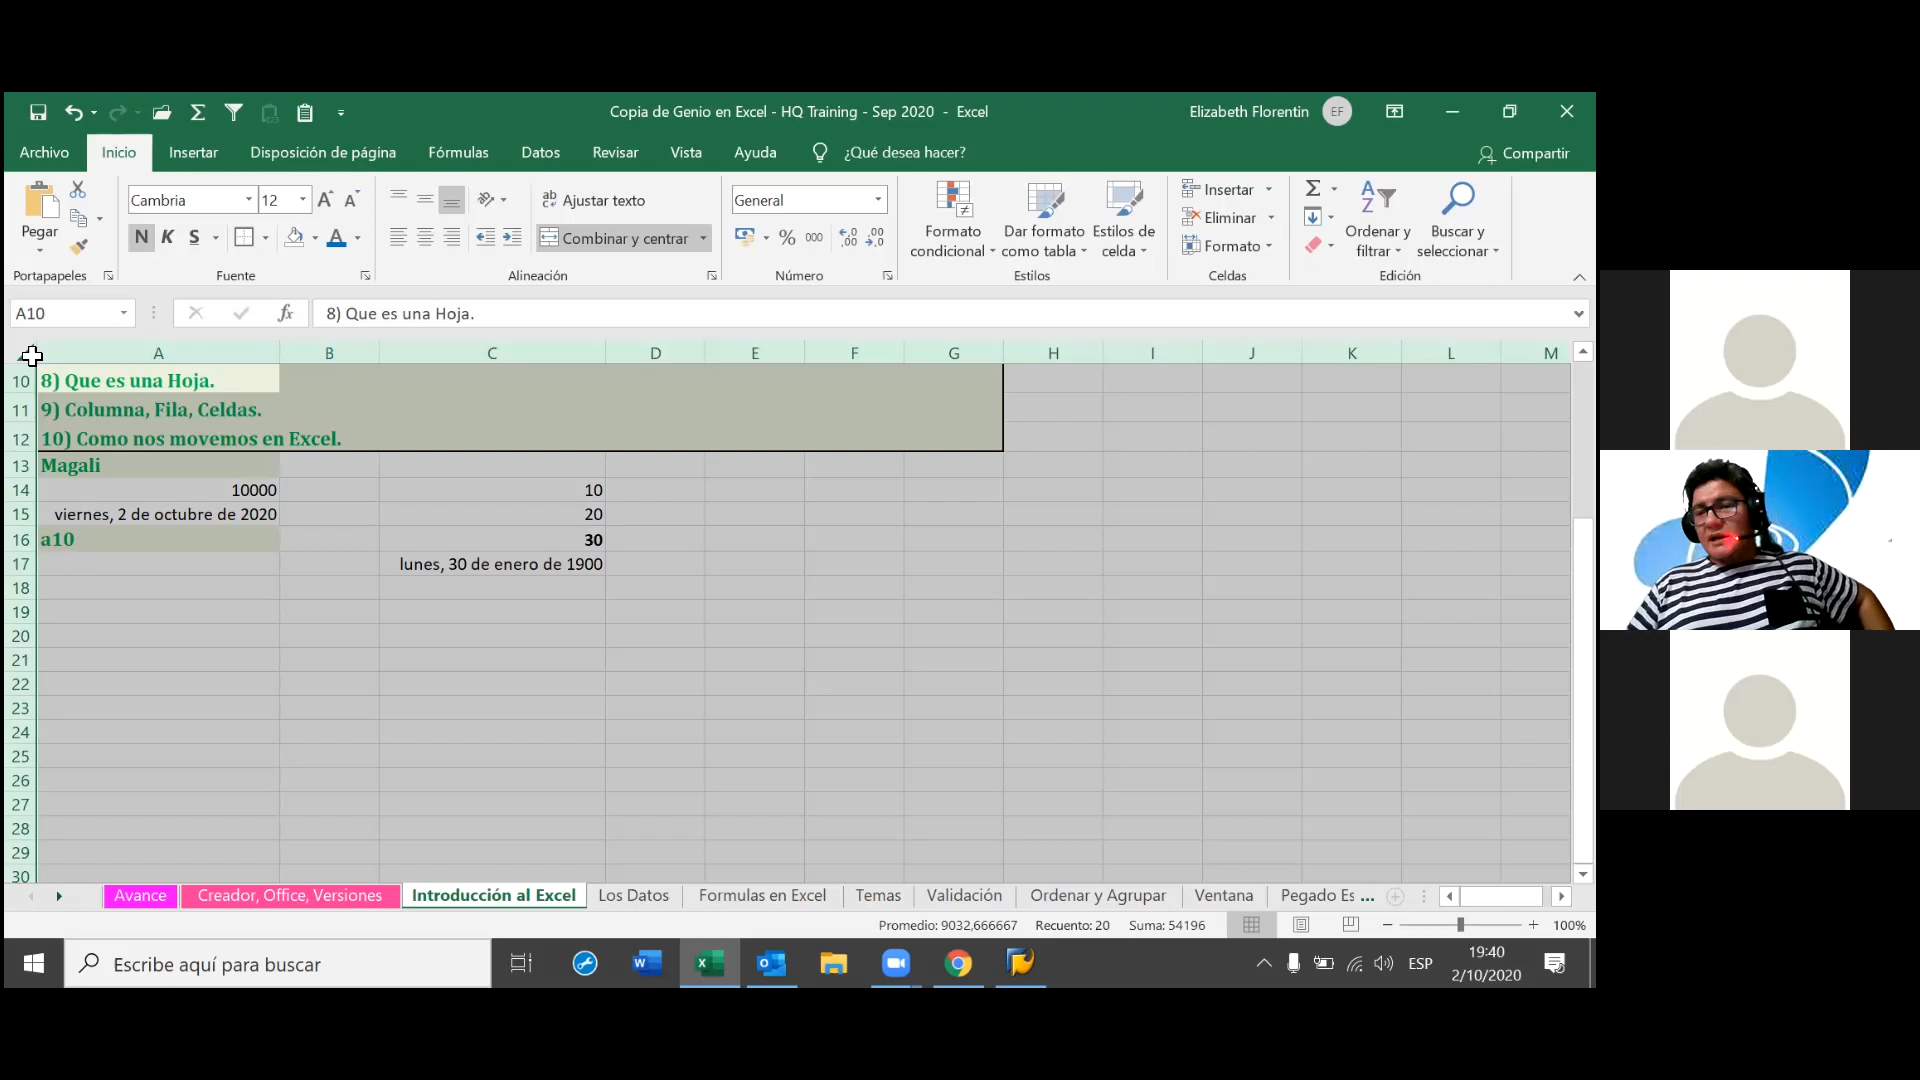 Copia de Genio en Excel - HQ Training - Sep 2020 - Excel
Elizabeth Florentin
EF
Archivo
Inicio
Insertar
Disposición de página
Fórmulas
Datos
Revisar
Vista
Ayuda
¿Qué desea hacer?
Compartir
Pegar
Portapapeles
Cambria
12
N K S
Fuente
Ajustar texto
Combinar y centrar
Alineación
General
% 000
Número
Formato condicional
Dar formato como tabla
Estilos de celda
Estilos
Insertar
Eliminar
Formato
Celdas
Ordenar y filtrar
Buscar y seleccionar
Edición
A10
fx
8) Que es una Hoja.
A B C D E F G H I J K L M
10 8) Que es una Hoja.
11 9) Columna, Fila, Celdas.
12 10) Como nos movemos en Excel.
13 Magali
14 10000 10
15 viernes, 2 de octubre de 2020 20
16 a10 30
17 lunes, 30 de enero de 1900
18
19
20
21
22
23
24
25
26
27
28
29
30
Avance
Creador, Office, Versiones
Introducción al Excel
Los Datos
Formulas en Excel
Temas
Validación
Ordenar y Agrupar
Ventana
Pegado Es ...
Promedio: 9032,666667
Recuento: 20
Suma: 54196
100%
Escribe aquí para buscar
ESP
19:40
2/10/2020